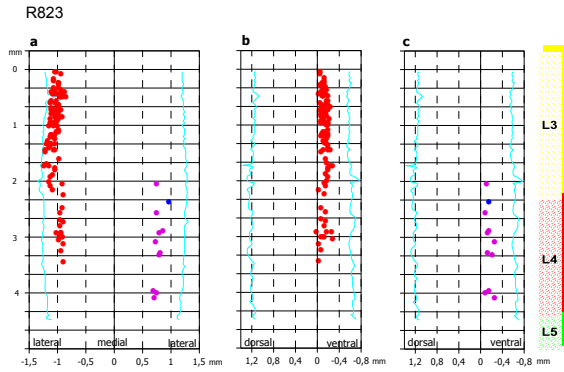 R823
a b c
mm
0
1
2
3
4
L3
L4
L5
lateral medial lateral
dorsal ventral
dorsal ventral
-1,5 -1 -0,5 0 0,5 1 1,5 mm
1,2 0,8 0,4 0 -0,4 -0,8 mm
1,2 0,8 0,4 0 -0,4 -0,8 mm